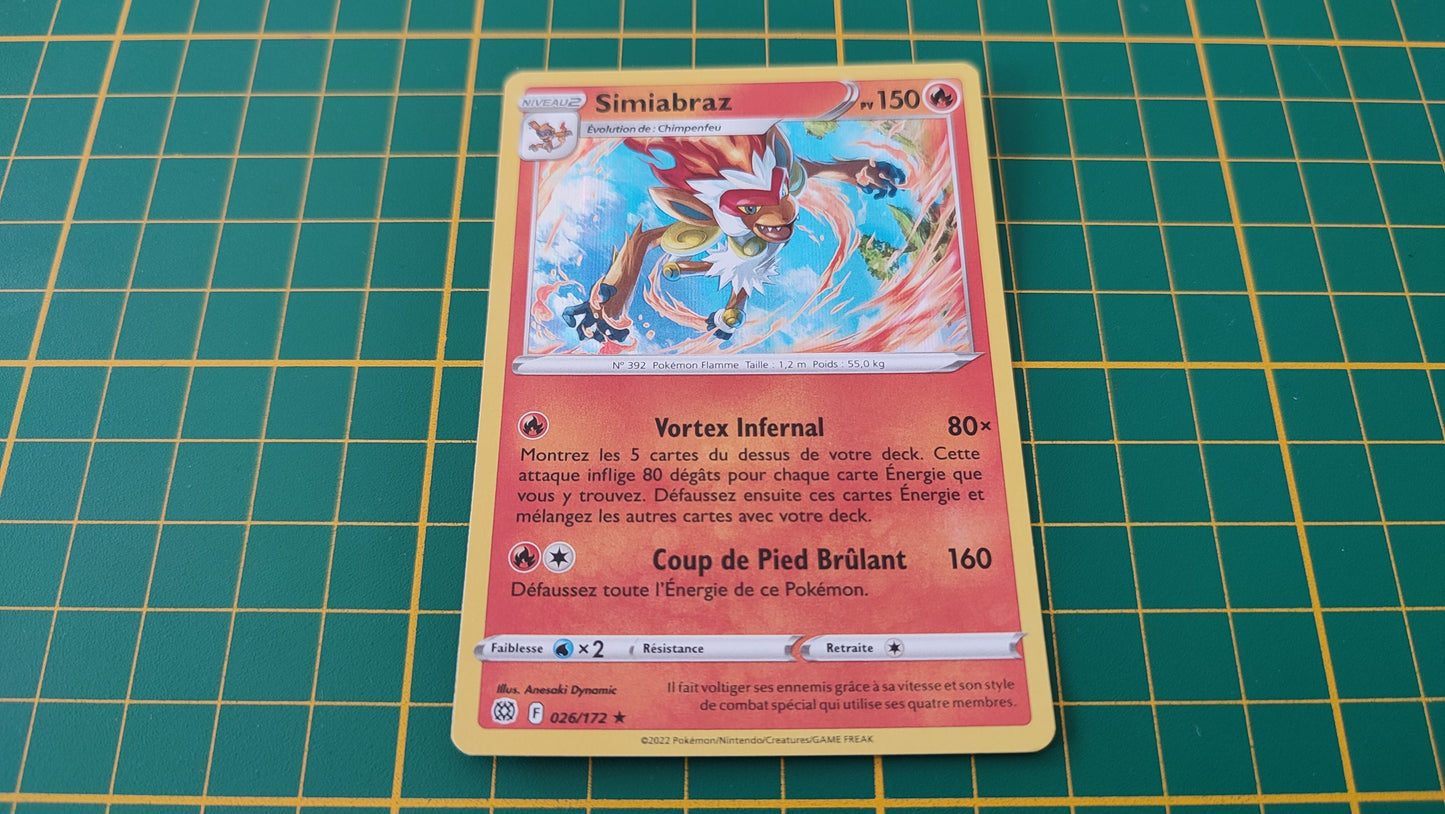 NIVEAU 2 Simiabraz PV 150
Évolution de : Chimpenfeu
N° 392 Pokémon Flamme Taille : 1,2 m Poids : 55,0 kg
Vortex Infernal 80×
Montrez les 5 cartes du dessus de votre deck. Cette
attaque inflige 80 dégâts pour chaque carte Énergie que
vous y trouvez. Défaussez ensuite ces cartes Énergie et
mélangez les autres cartes avec votre deck.
Coup de Pied Brûlant 160
Défaussez toute l'Énergie de ce Pokémon.
Faiblesse ×2 Résistance Retraite
Illus. Anesaki Dynamic
Il fait voltiger ses ennemis grâce à sa vitesse et son style
de combat spécial qui utilise ses quatre membres.
F 026/172 ★
©2022 Pokémon/Nintendo/Creatures/GAME FREAK